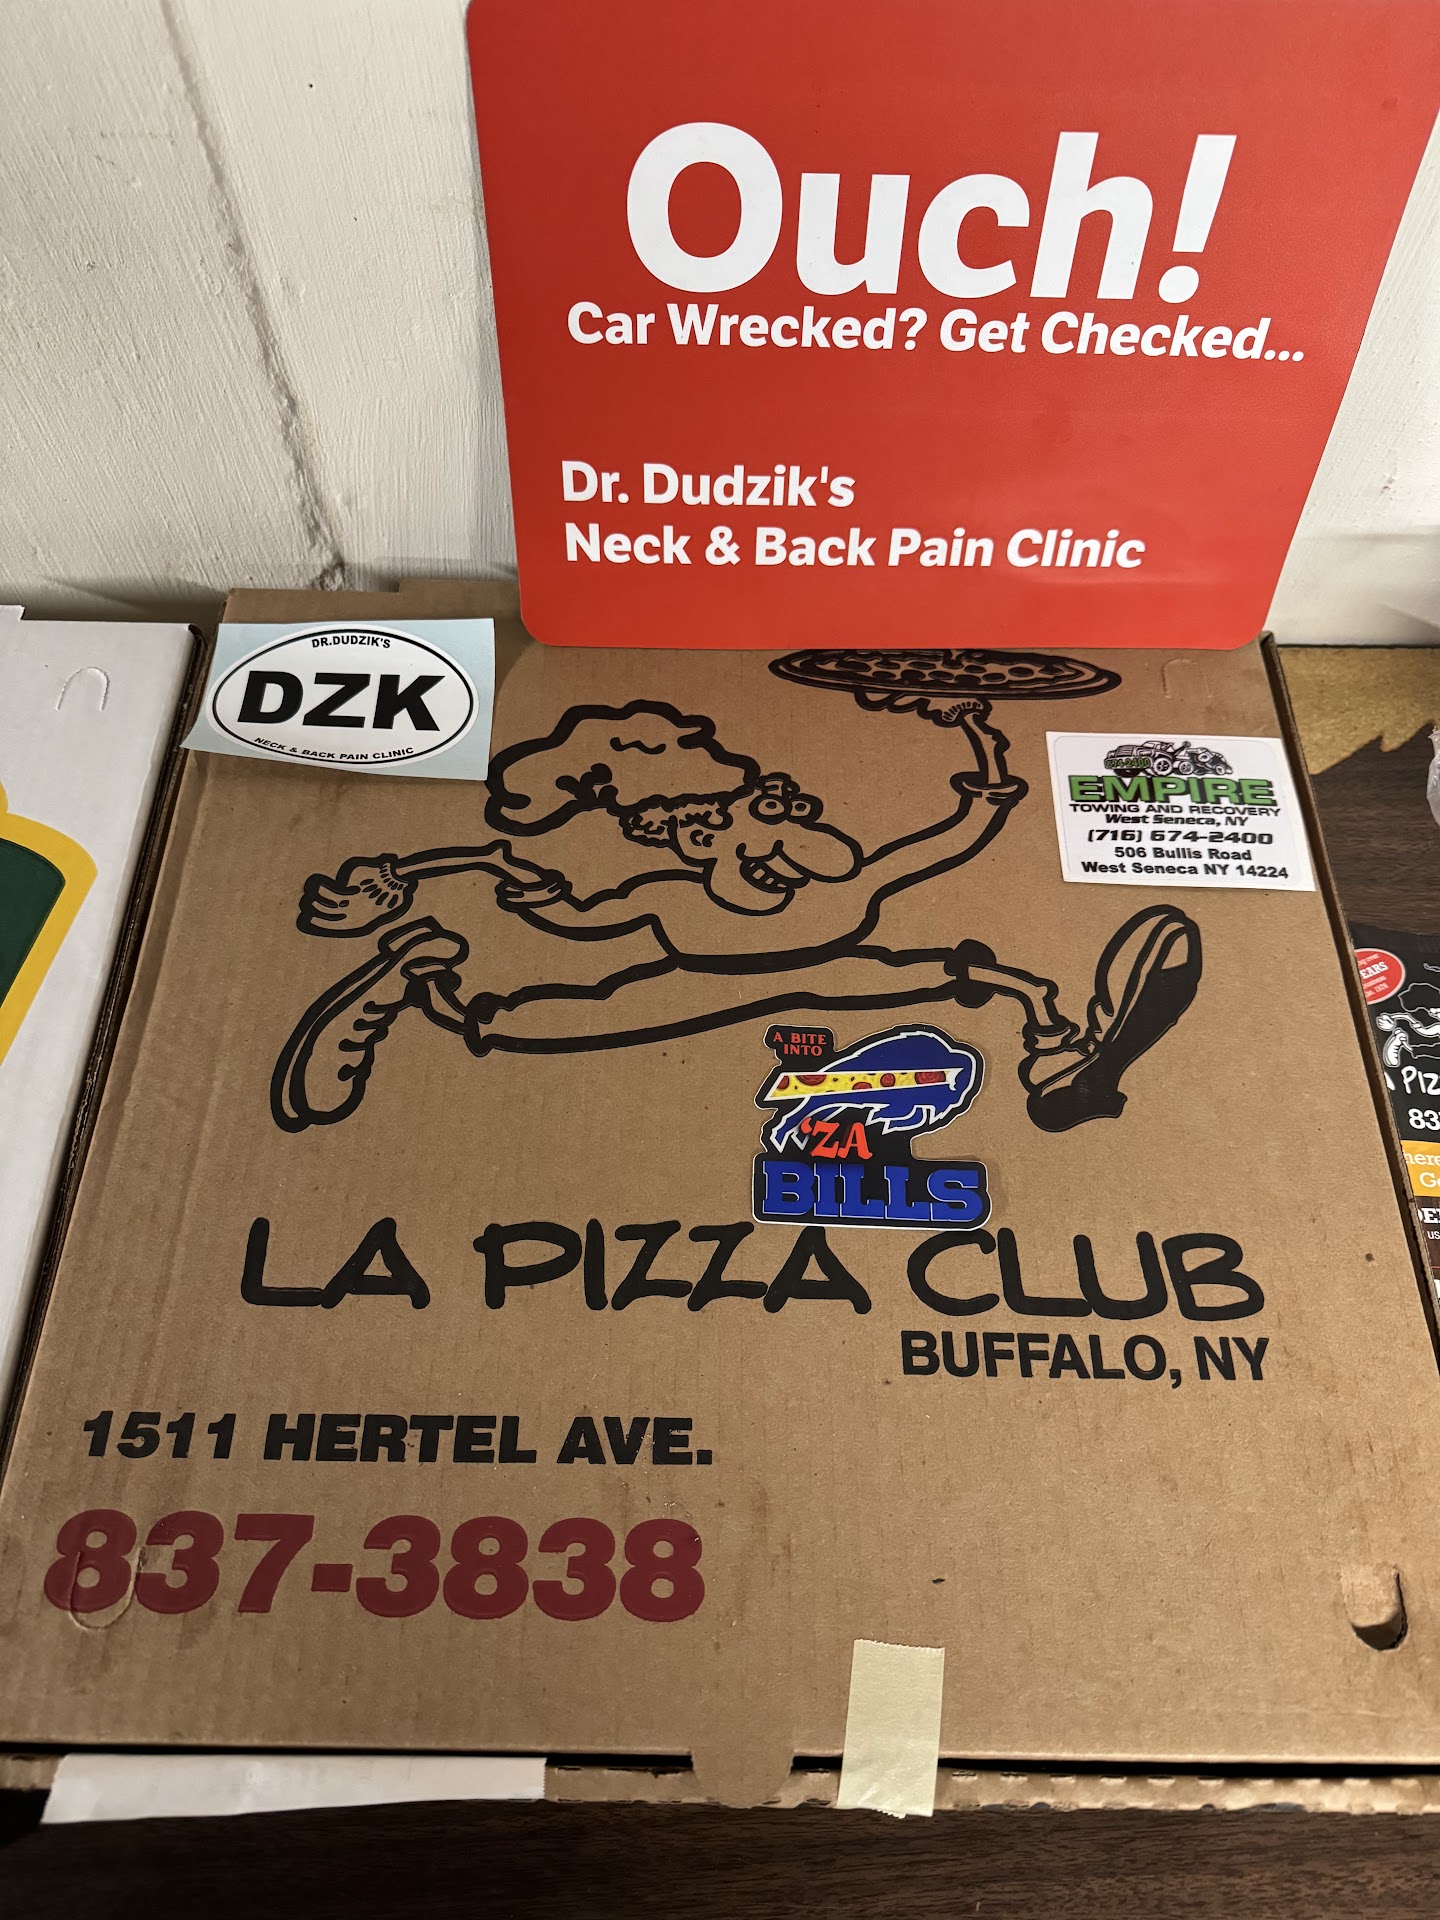 Ouch!
Car Wrecked? Get Checked...
Dr. Dudzik's
Neck & Back Pain Clinic
DR.DUDZIK'S
DZK
NECK & BACK PAIN CLINIC
674-2400
EMPIRE
TOWING AND RECOVERY
West Seneca, NY
(716) 674-2400
506 Bullis Road
West Seneca NY 14224
A BITE
INTO
'ZA
BILLS
LA PIZZA CLUB
BUFFALO, NY
1511 HERTEL AVE.
837-3838